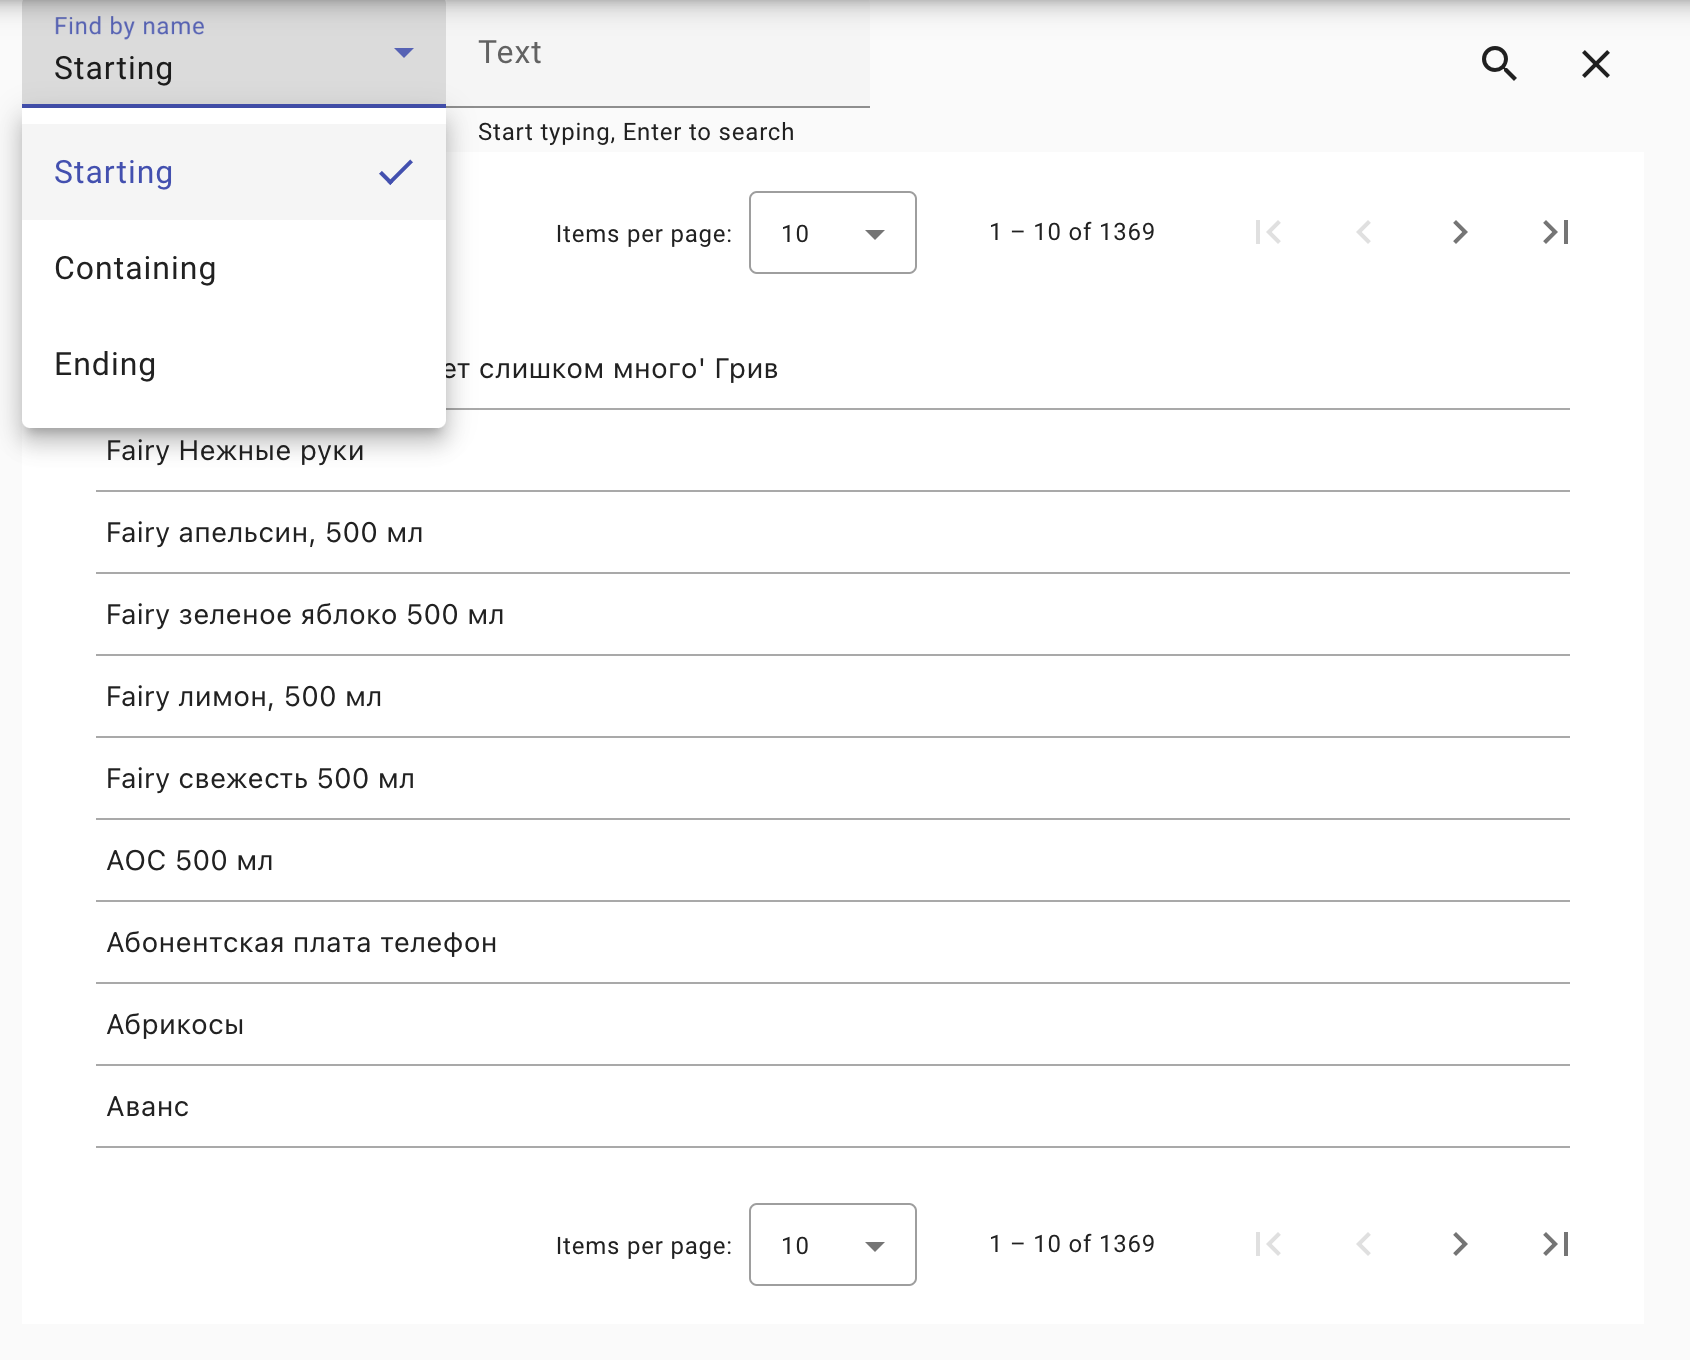 Find by name
Starting
Text
Start typing, Enter to search
Starting
Containing
Ending
Items per page: 10 1 – 10 of 1369
слишком много' Грив
Fairy Нежные руки
Fairy апельсин, 500 мл
Fairy зеленое яблоко 500 мл
Fairy лимон, 500 мл
Fairy свежесть 500 мл
АОС 500 мл
Абонентская плата телефон
Абрикосы
Аванс
Items per page: 10 1 – 10 of 1369